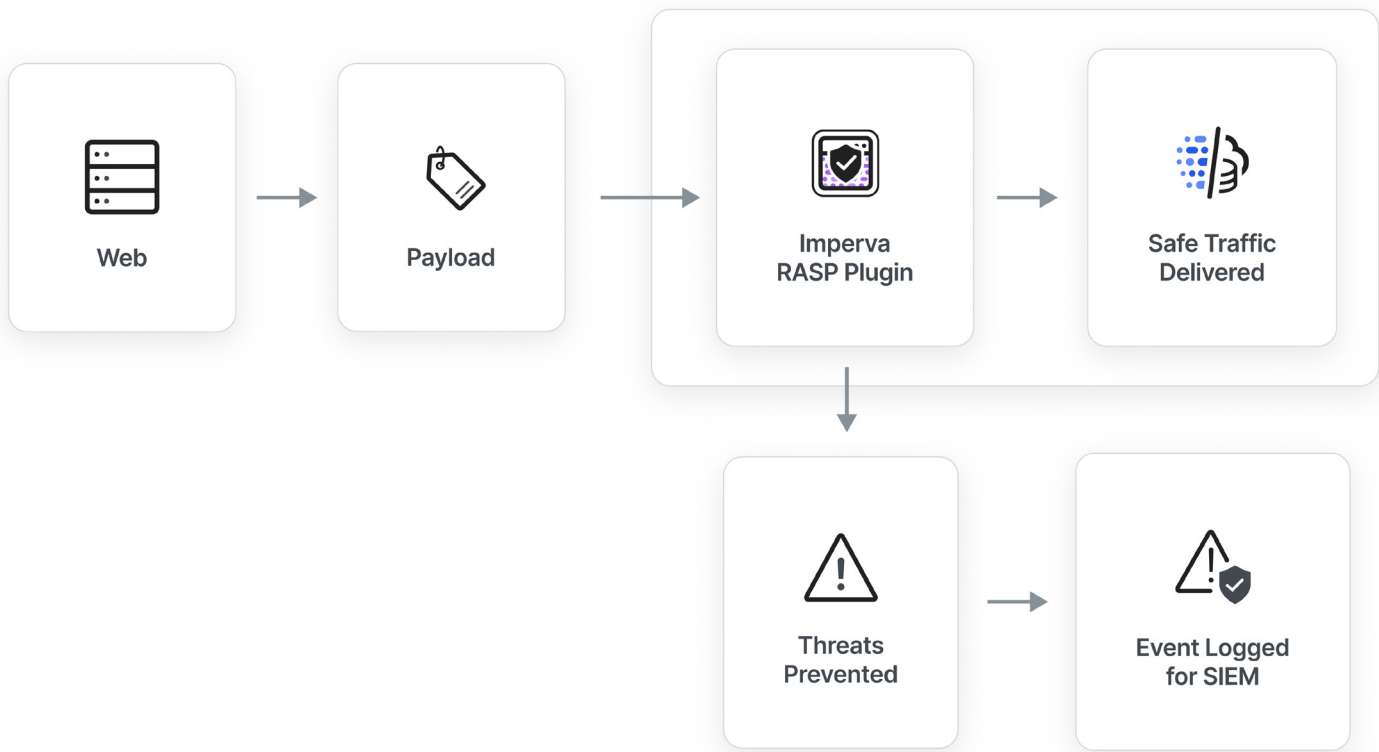 Web
Payload
Imperva
RASP Plugin
Safe Traffic
Delivered
Threats
Prevented
Event Logged
for SIEM